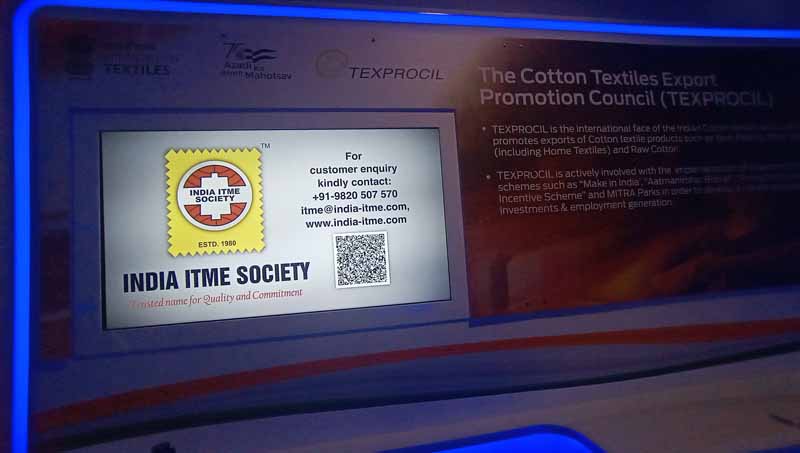 TEXTILES
Azadi Ka
Amrit Mahotsav
TEXPROCIL
The Cotton Textiles Export
Promotion Council (TEXPROCIL)
• TEXPROCIL is the international face of the Indian Cotton
promotes exports of Cotton textile products such as
(including Home Textiles) and Raw Cotton.
• TEXPROCIL is actively involved with the
schemes such as "Make in India",
Incentive Scheme" and MITRA Parks in order to
investments & employment generation.
TM
INDIA ITME
SOCIETY
ESTD. 1980
INDIA ITME SOCIETY
Trusted name for Quality and Commitment
For
customer enquiry
kindly contact:
+91-9820 507 570
itme@india-itme.com,
www.india-itme.com